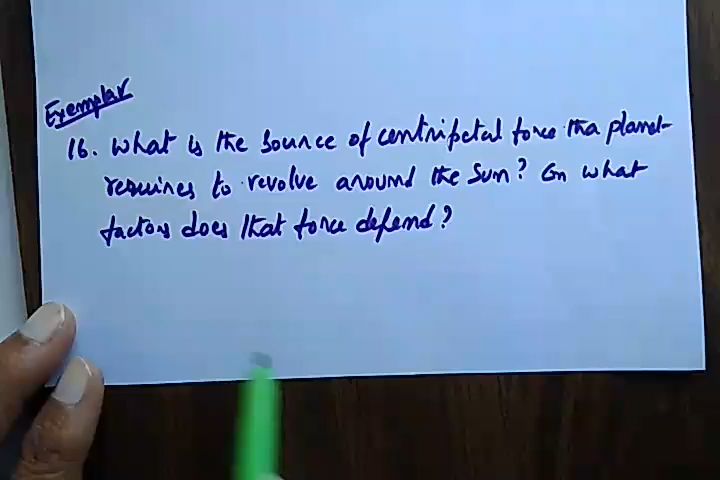 Exemplar
16. What is the source of centripetal force tha planet
requires to revolve around the Sun? On what
factors does that force depend?